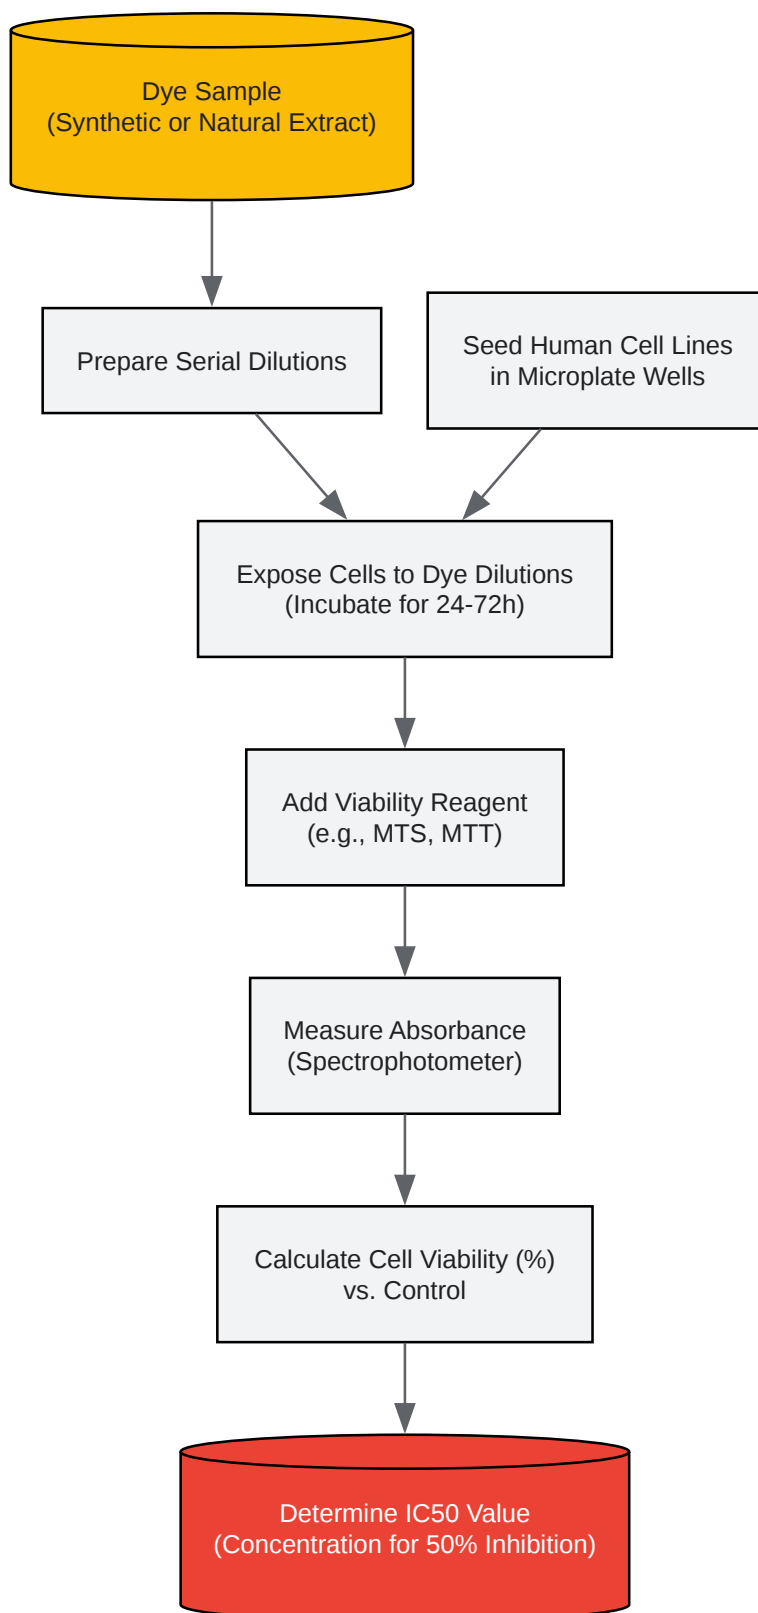 Dye Sample
(Synthetic or Natural Extract)
Prepare Serial Dilutions
Seed Human Cell Lines
in Microplate Wells
Expose Cells to Dye Dilutions
(Incubate for 24-72h)
Add Viability Reagent
(e.g., MTS, MTT)
Measure Absorbance
(Spectrophotometer)
Calculate Cell Viability (%)
vs. Control
Determine IC50 Value
(Concentration for 50% Inhibition)